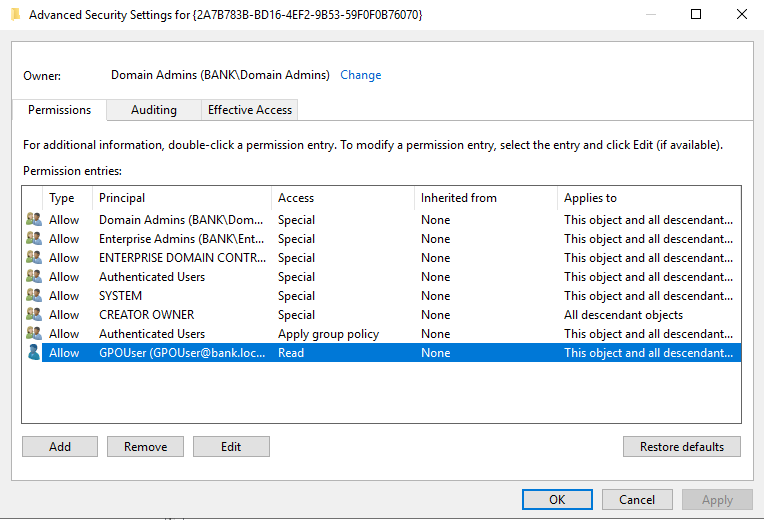 Advanced Security Settings for {2A7B783B-BD16-4EF2-9B53-59F0F0B76070}
Owner: Domain Admins (BANK\Domain Admins) Change
Permissions Auditing Effective Access
For additional information, double-click a permission entry. To modify a permission entry, select the entry and click Edit (if available).
Permission entries:
Type Principal Access Inherited from Applies to
Allow Domain Admins (BANK\Dom... Special None This object and all descendant...
Allow Enterprise Admins (BANK\Ent... Special None This object and all descendant...
Allow ENTERPRISE DOMAIN CONTR... Special None This object and all descendant...
Allow Authenticated Users Special None This object and all descendant...
Allow SYSTEM Special None This object and all descendant...
Allow CREATOR OWNER Special None All descendant objects
Allow Authenticated Users Apply group policy None This object and all descendant...
Allow GPOUser (GPOUser@bank.loc... Read None This object and all descendant...
Add Remove Edit Restore defaults
OK Cancel Apply